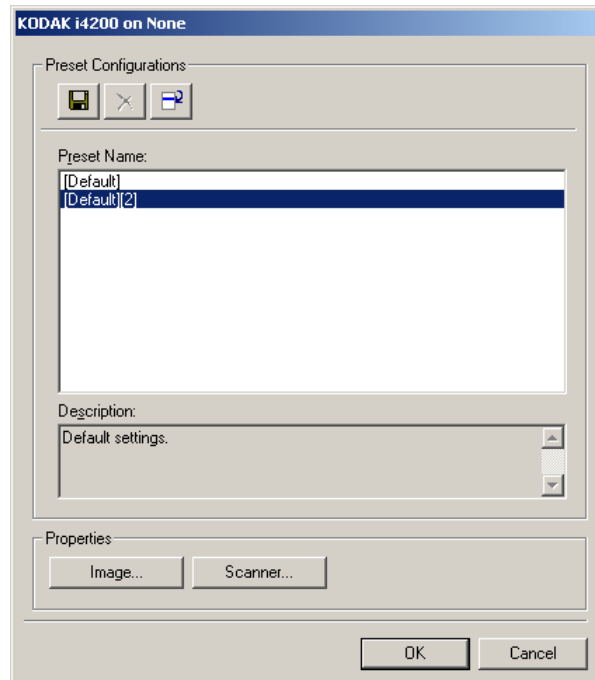 KODAK i4200 on None
Preset Configurations
Preset Name:
[Default]
[Default][2]
Description:
Default settings.
Properties
Image...
Scanner...
OK
Cancel